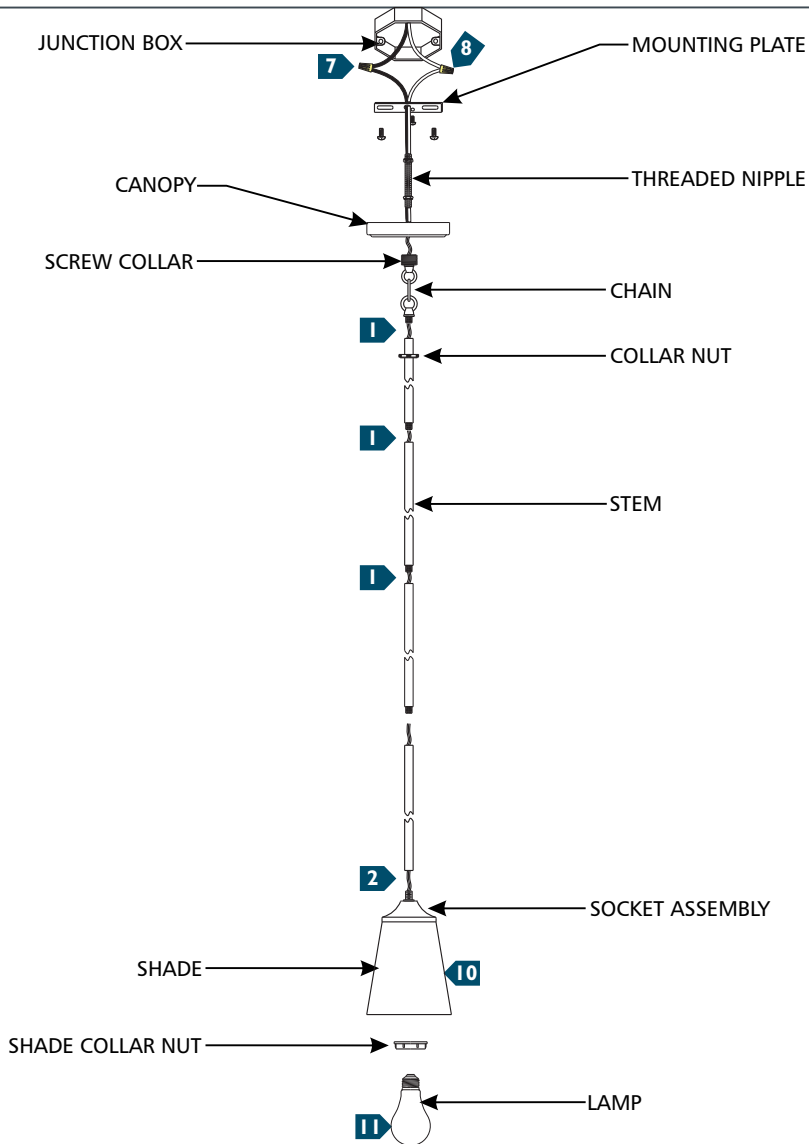 JUNCTION BOX
8
MOUNTING PLATE
7
CANOPY
THREADED NIPPLE
SCREW COLLAR
CHAIN
1
COLLAR NUT
1
STEM
1
2
SOCKET ASSEMBLY
SHADE
10
SHADE COLLAR NUT
LAMP
11